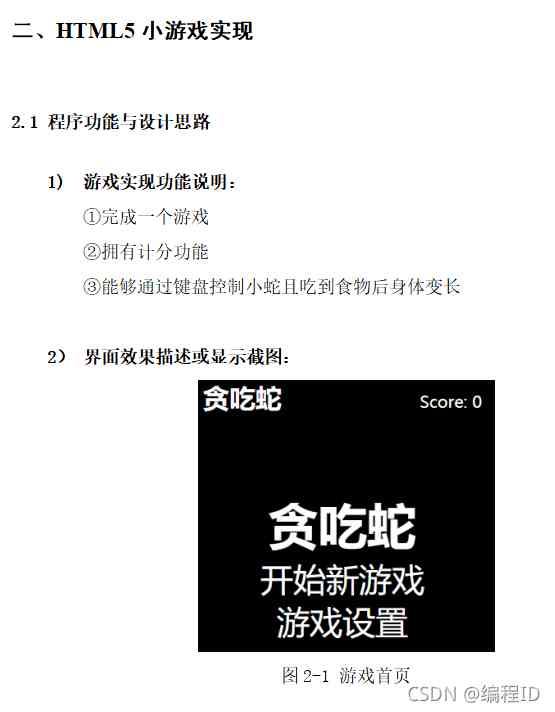 二、HTML5 小游戏实现
2.1 程序功能与设计思路
1) 游戏实现功能说明：
①完成一个游戏
②拥有计分功能
③能够通过键盘控制小蛇且吃到食物后身体变长
2） 界面效果描述或显示截图：
贪吃蛇 Score: 0
贪吃蛇
开始新游戏
游戏设置
图 2-1 游戏首页
CSDN @编程ID